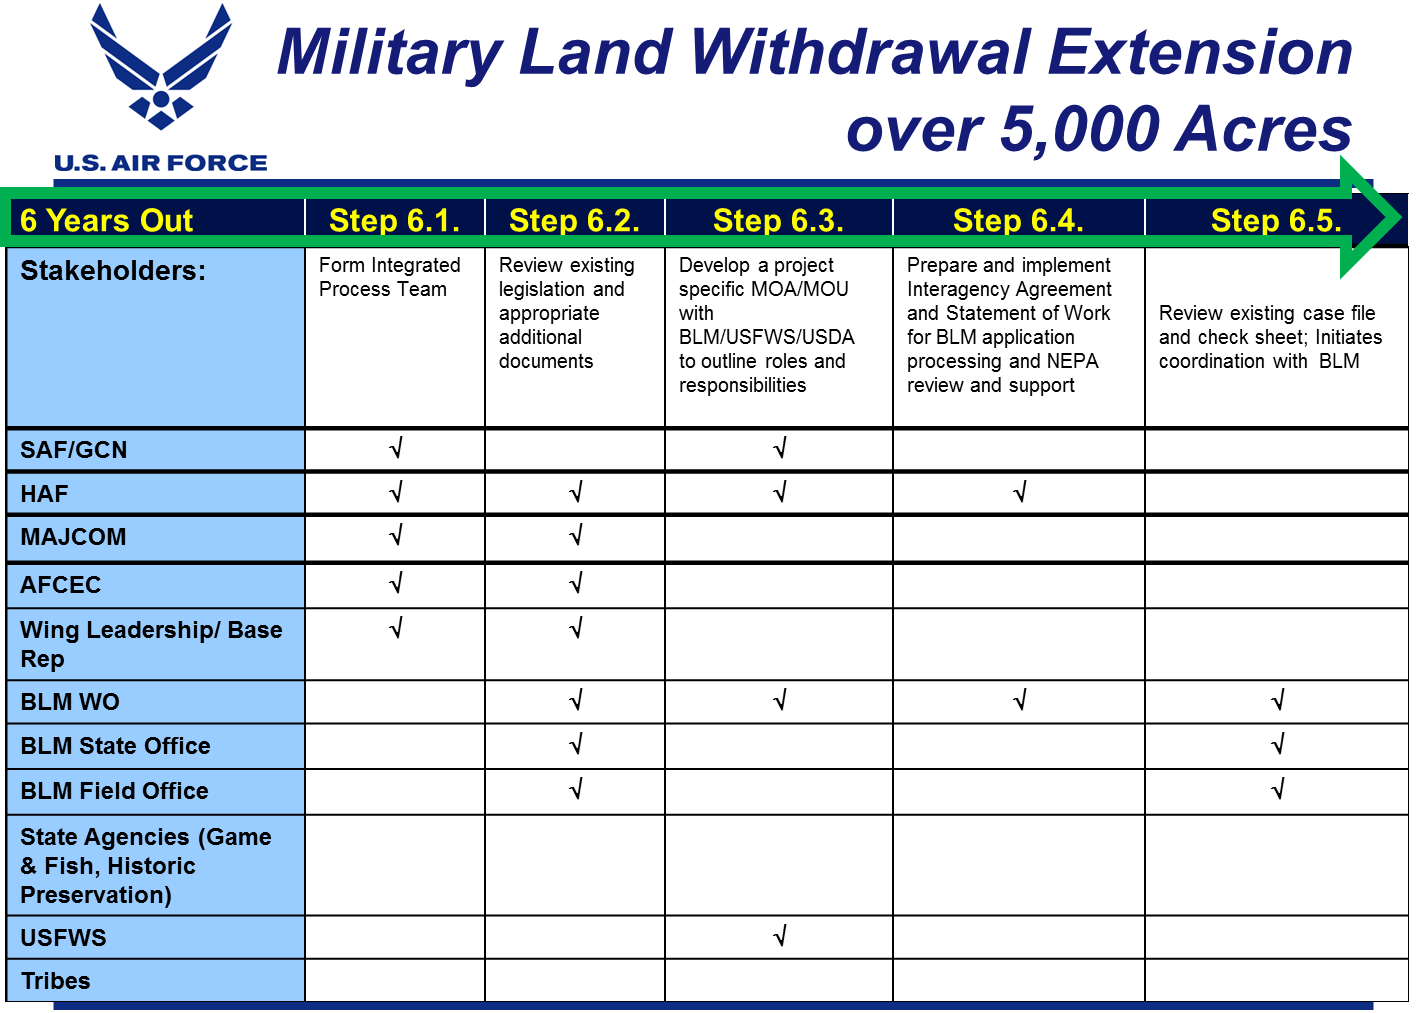 Military Land Withdrawal Extension
over 5,000 Acres
U.S. AIR FORCE
6 Years Out Step 6.1. Step 6.2. Step 6.3. Step 6.4. Step 6.5.
Stakeholders:
Form Integrated
Process Team
Review existing
legislation and
appropriate
additional
documents
Develop a project
specific MOA/MOU
with
BLM/USFWS/USDA
to outline roles and
responsibilities
Prepare and implement
Interagency Agreement
and Statement of Work
for BLM application
processing and NEPA
review and support
Review existing case file
and check sheet; Initiates
coordination with BLM
SAF/GCN √ √
HAF √ √ √ √
MAJCOM √ √
AFCEC √ √
Wing Leadership/ Base √ √
Rep
BLM WO √ √ √ √
BLM State Office √ √
BLM Field Office √ √
State Agencies (Game
& Fish, Historic
Preservation)
USFWS √
Tribes